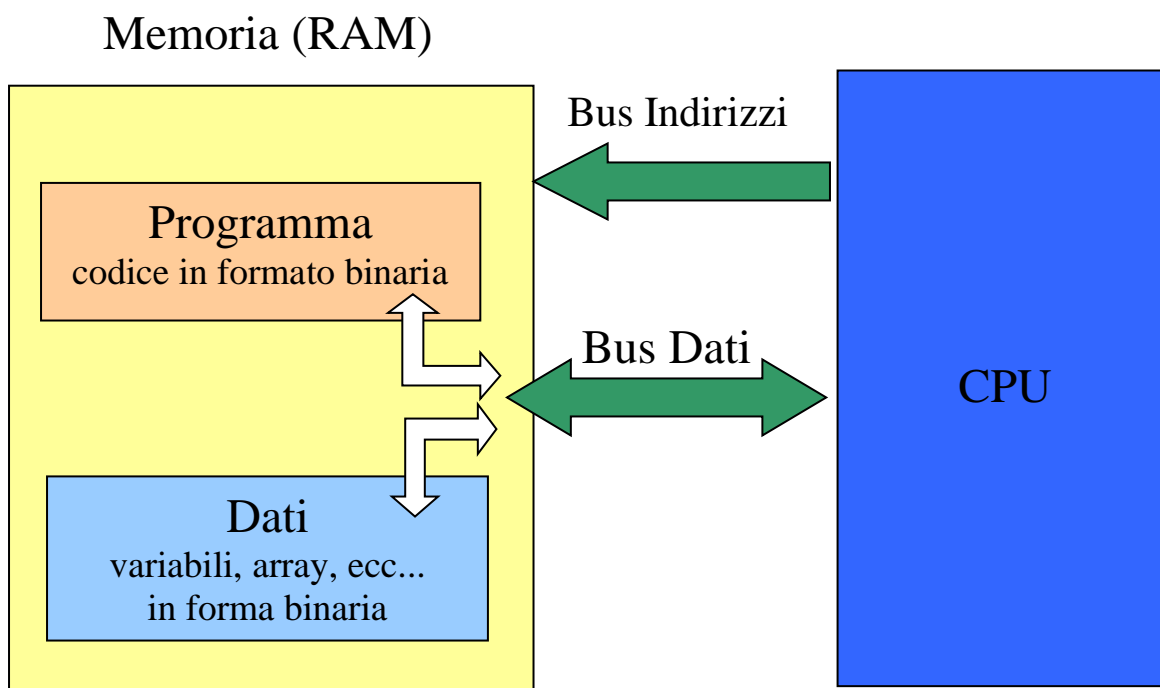 Memoria (RAM)
Bus Indirizzi
Programma
codice in formato binaria
Bus Dati
CPU
Dati
variabili, array, ecc...
in forma binaria